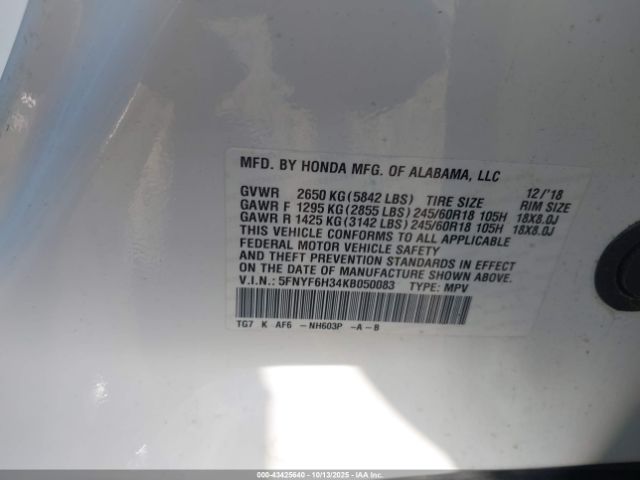 MFD. BY HONDA MFG. OF ALABAMA, LLC
GVWR 2650 KG(5842 LBS) TIRE SIZE 12/'18 RIM SIZE
GAWR F 1295 KG(2855 LBS)245/60R18 105H 18X8.0J
GAWR R 1425 KG(3142 LBS)245/60R18 105H 18X8.0J
THIS VEHICLE CONFORMS TO ALL APPLICABLE
FEDERAL MOTOR VEHICLE SAFETY
AND THEFT PREVENTION STANDARDS IN EFFECT
ON THE DATE OF MANUFACTURE SHOWN ABOVE.
V.I.N.: 5FNYF6H34KB050083 TYPE: MPV
TG7 K AF6 -NH603P -A-B
000-43425640 | 10/13/2025 | © IAA Holdings, LLC